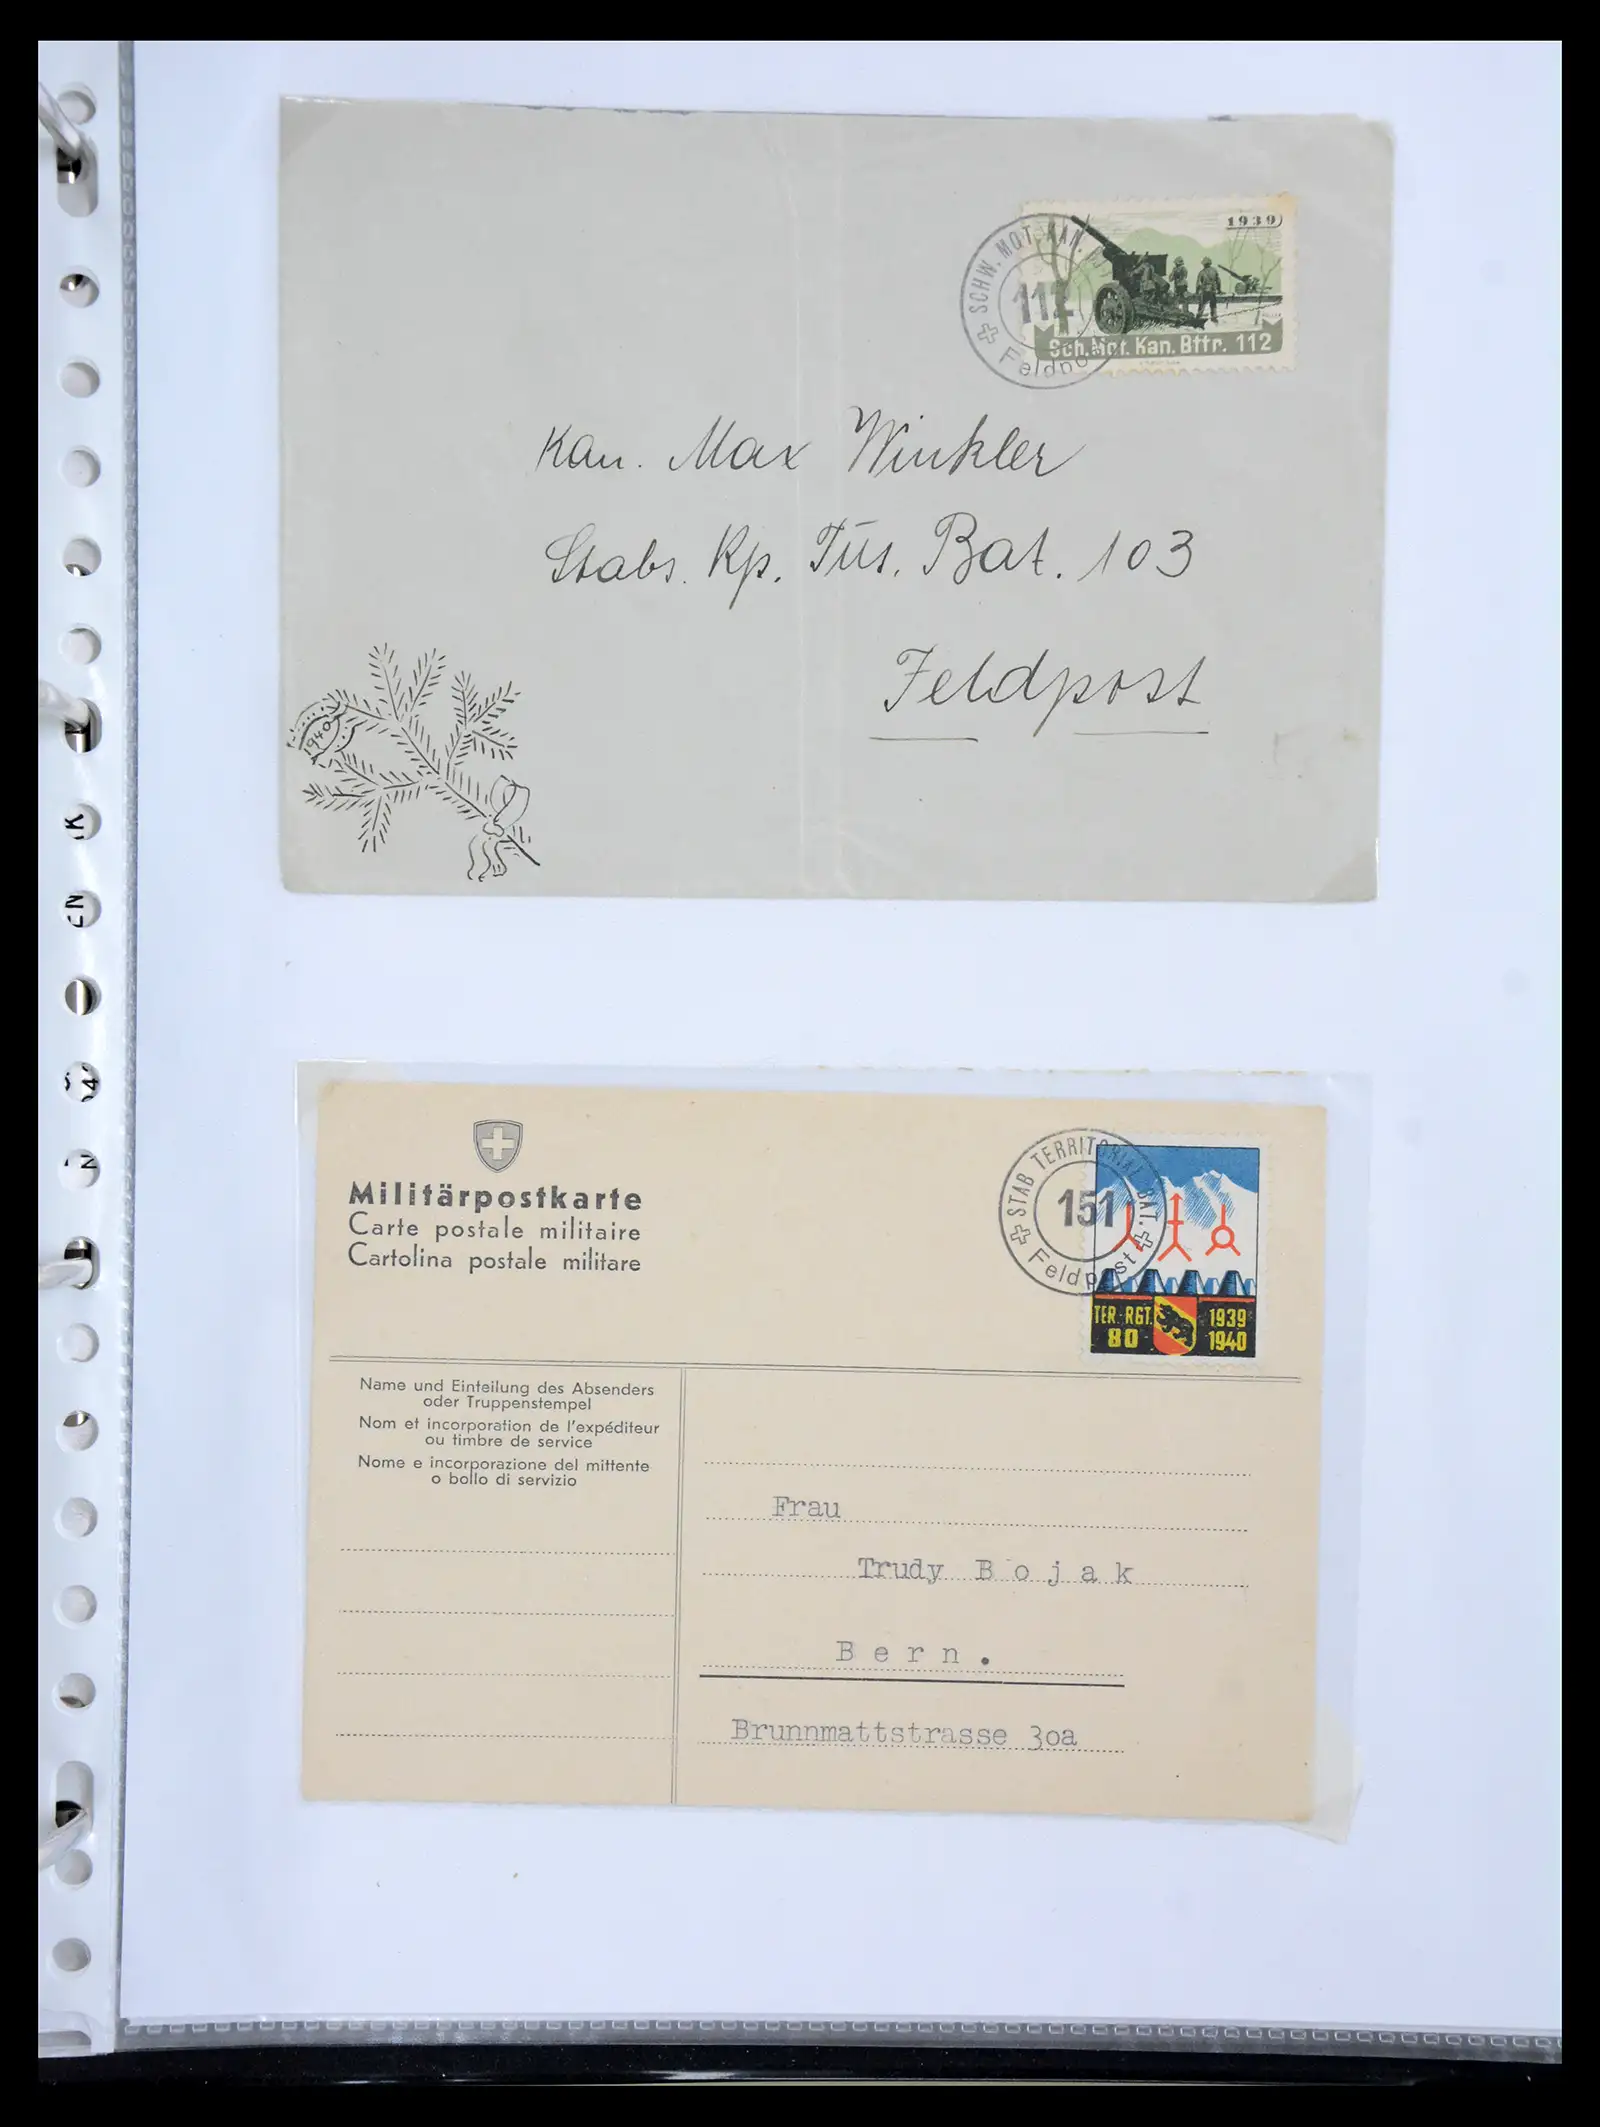 1939
SCHW. MOT. KAN.
112
Feldpo
Sch. Mot. Kan. Bttr. 112
Kan. Max Winkler
Stabs. Kp. Füs. Bat. 103
Feldpost
1940
Militärpostkarte
Carte postale militaire
Cartolina postale militare
STAB TERRITORIAL BAT.
151
Feldpost
TER. RGT. 1939
80 1940
Name und Einteilung des Absenders
oder Truppenstempel
Nom et incorporation de l'expéditeur
ou timbre de service
Nome e incorporazione del mittente
o bollo di servizio
Frau
Trudy Bojak
Bern.
Brunnmattstrasse 30a